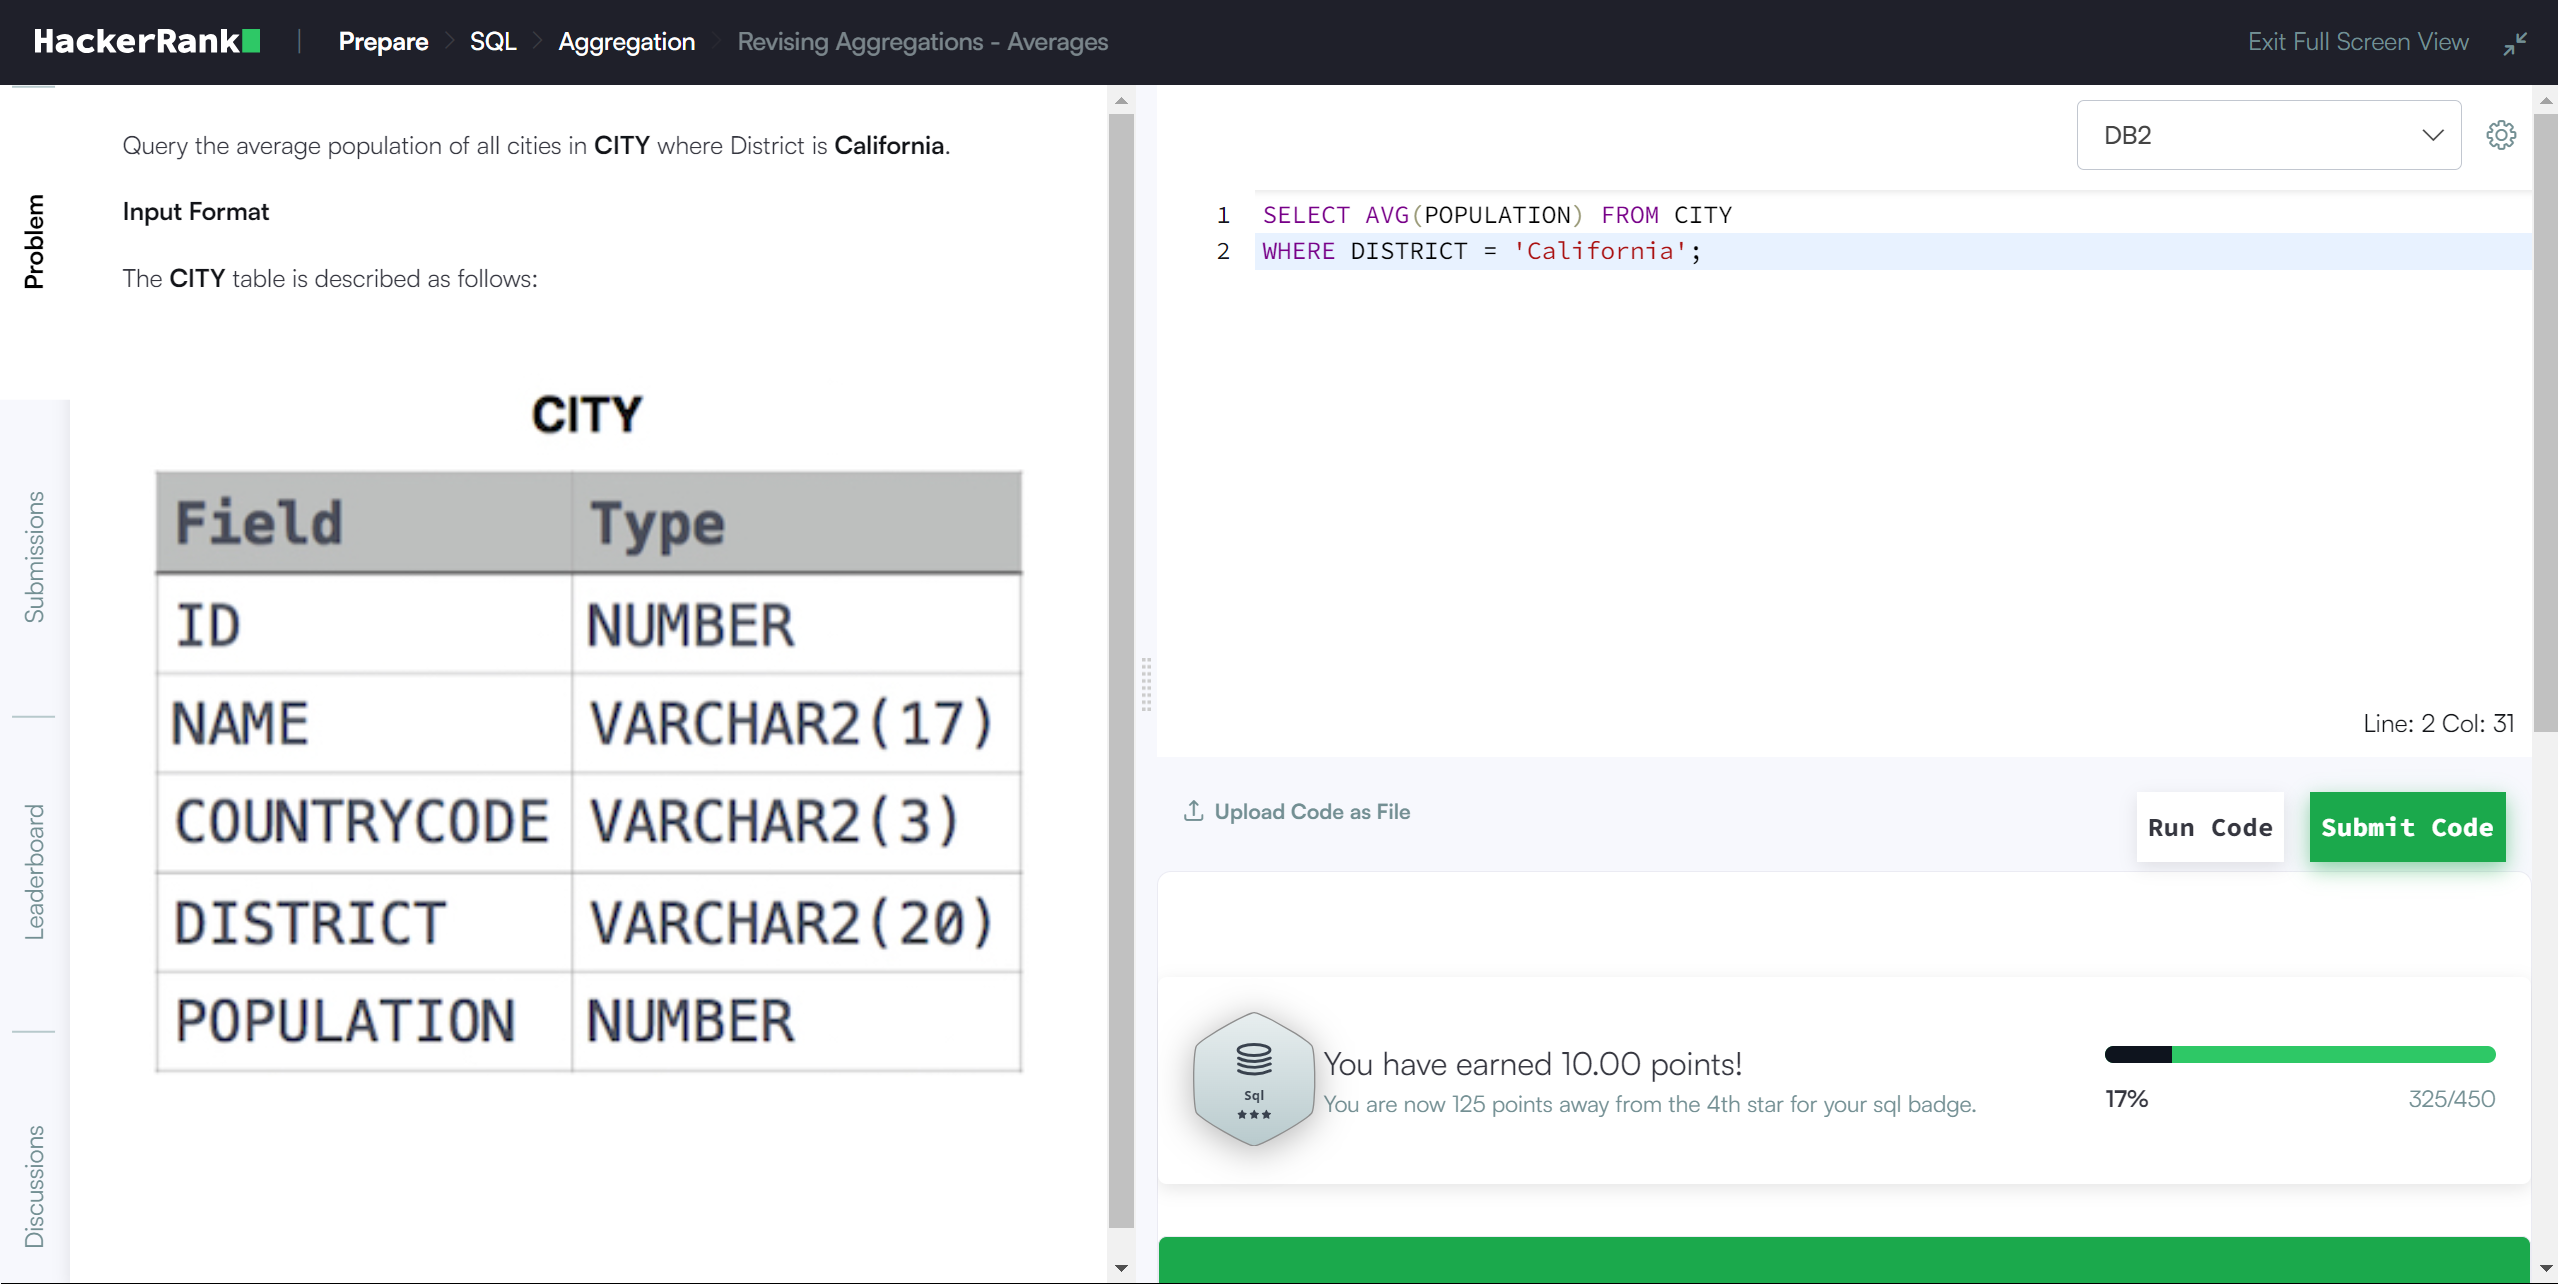 HackerRank | Prepare > SQL > Aggregation > Revising Aggregations - Averages
Exit Full Screen View
Problem
Submissions
Leaderboard
Discussions
Query the average population of all cities in CITY where District is California.
Input Format
The CITY table is described as follows:
CITY
Field Type
ID NUMBER
NAME VARCHAR2(17)
COUNTRYCODE VARCHAR2(3)
DISTRICT VARCHAR2(20)
POPULATION NUMBER
DB2
1 SELECT AVG(POPULATION) FROM CITY
2 WHERE DISTRICT = 'California';
Line: 2 Col: 31
Upload Code as File
Run Code
Submit Code
Sql
You have earned 10.00 points!
You are now 125 points away from the 4th star for your sql badge.
17% 325/450